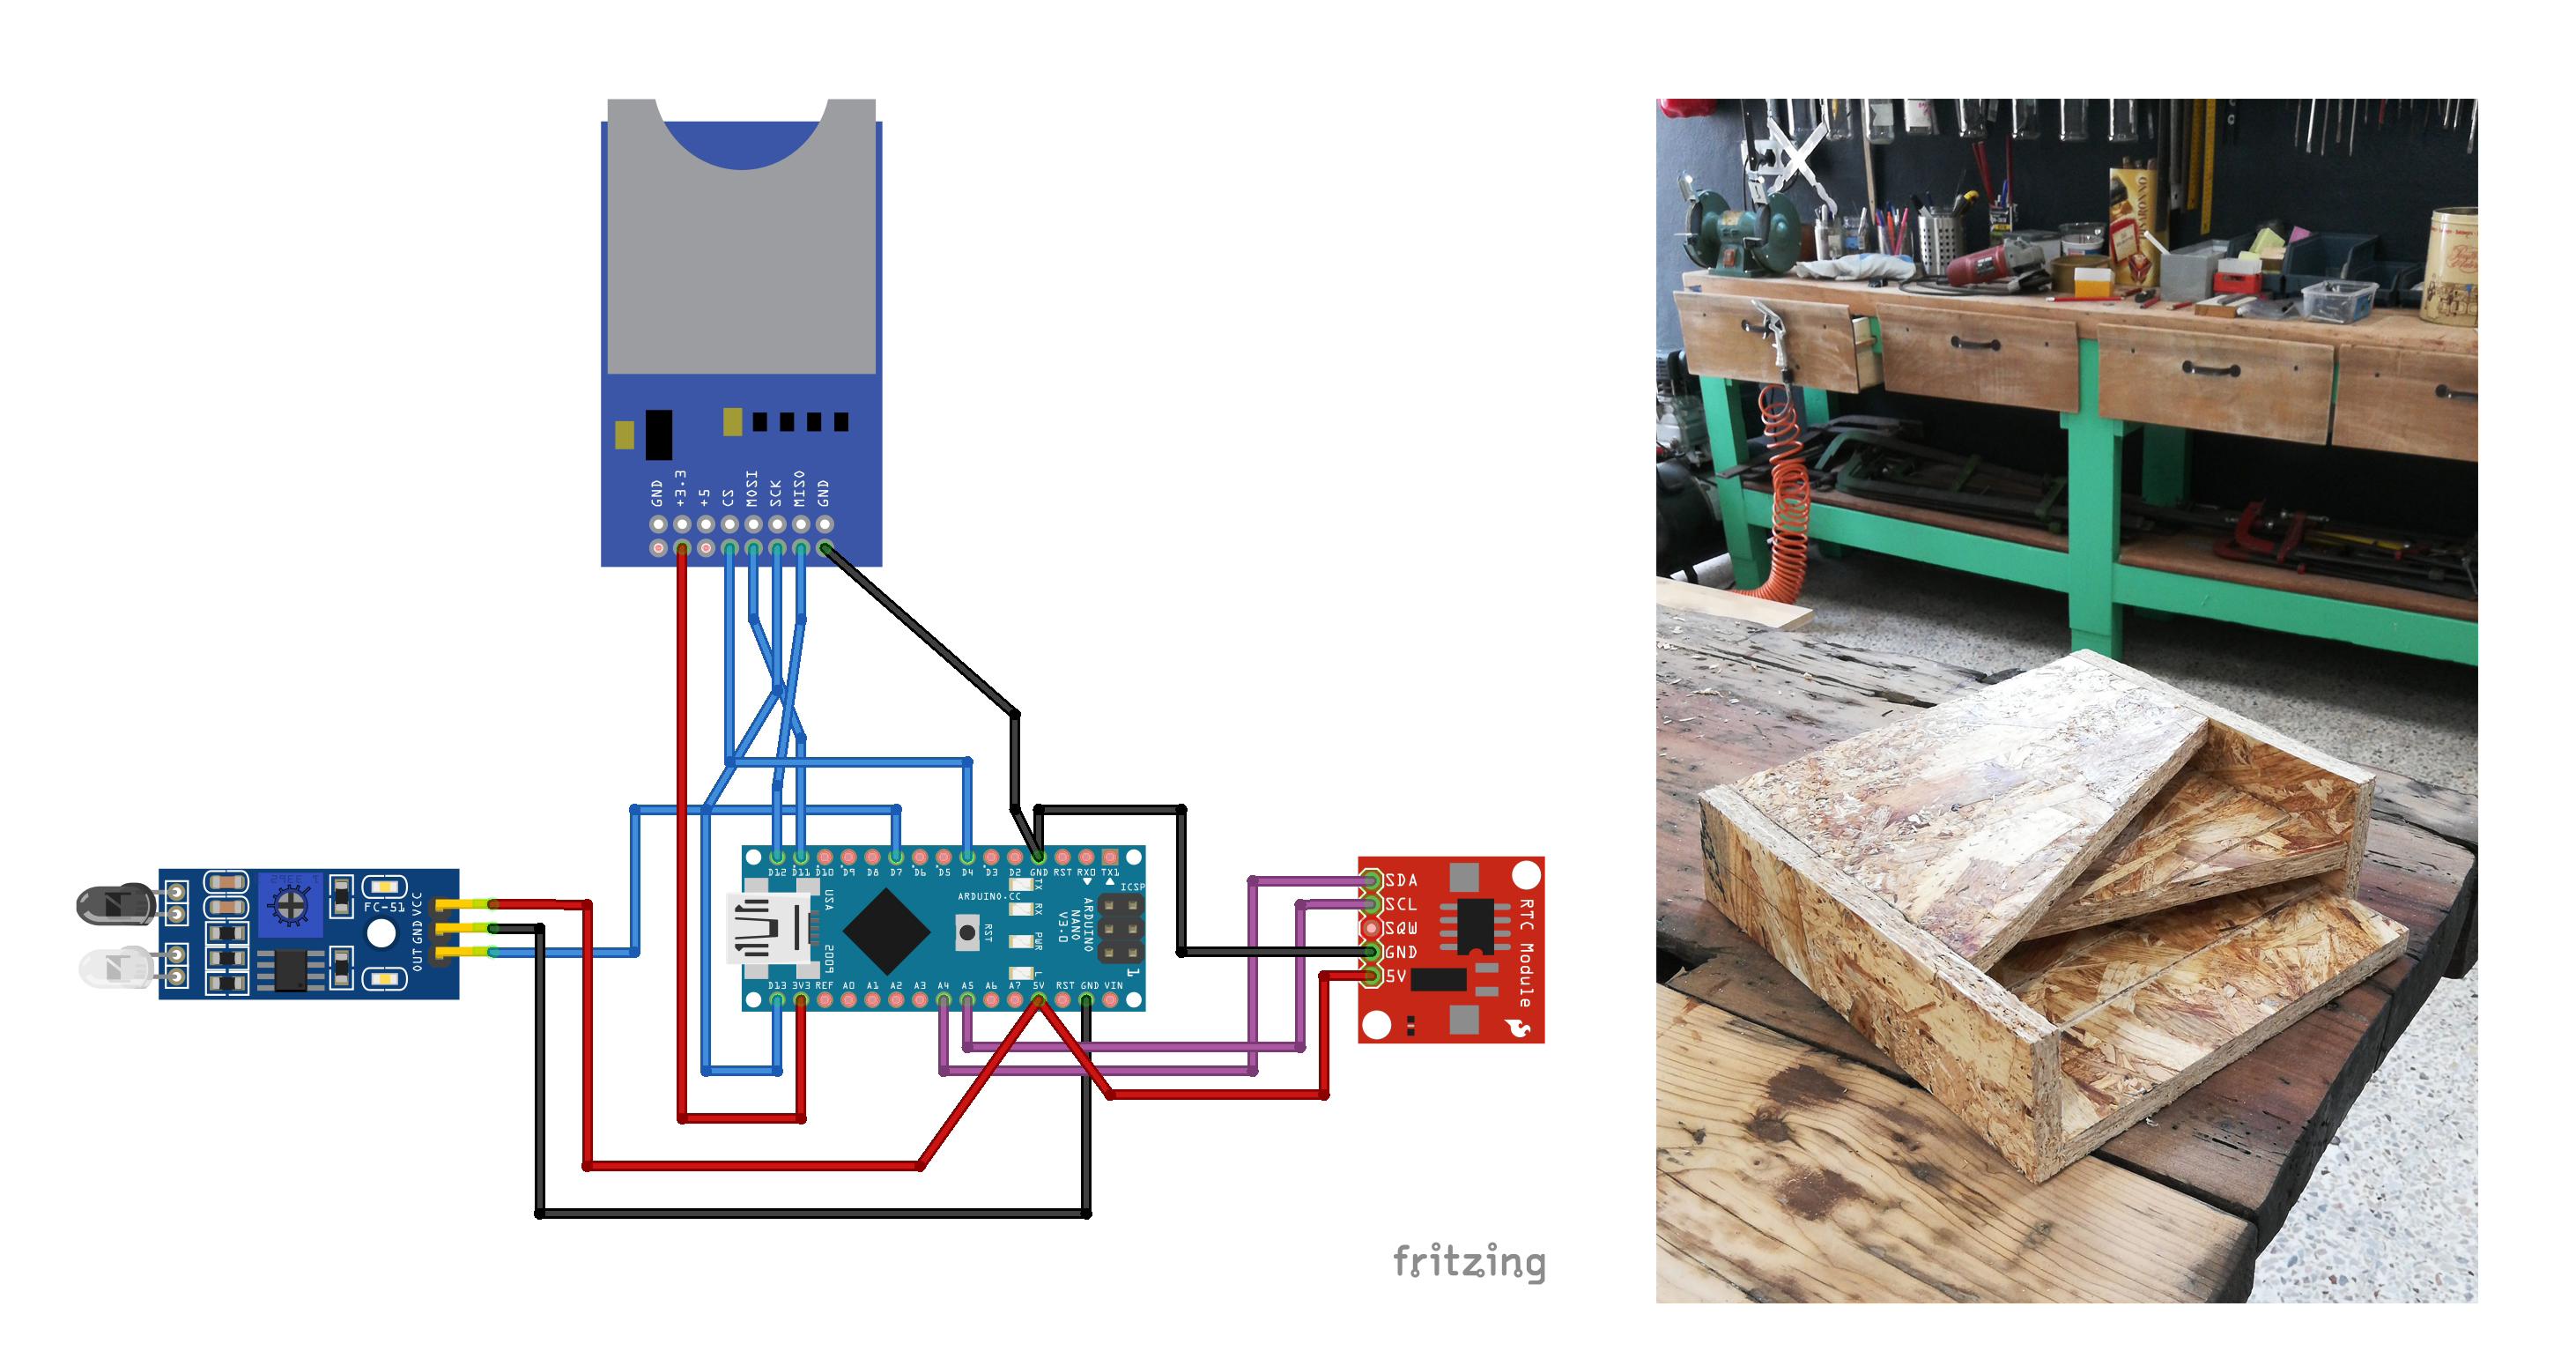 GND
+3.3
+5
CS
MOSI
SCK
MISO
GND
D12
D11
D10
D9
D8
D7
D6
D5
D4
D3
D2
GND
RST
RX0
TX1
ICSP
ARDUINO.CC
TX
RX
PWR
L
RST
ARDUINO
NANO
V3.0
1
USA
2009
D13
3V3
REF
A0
A1
A2
A3
A4
A5
A6
A7
5V
RST
GND
VIN
3362
FC-51
VCC
GND
OUT
SDA
SCL
SQW
GND
5V
RTC Module
fritzing